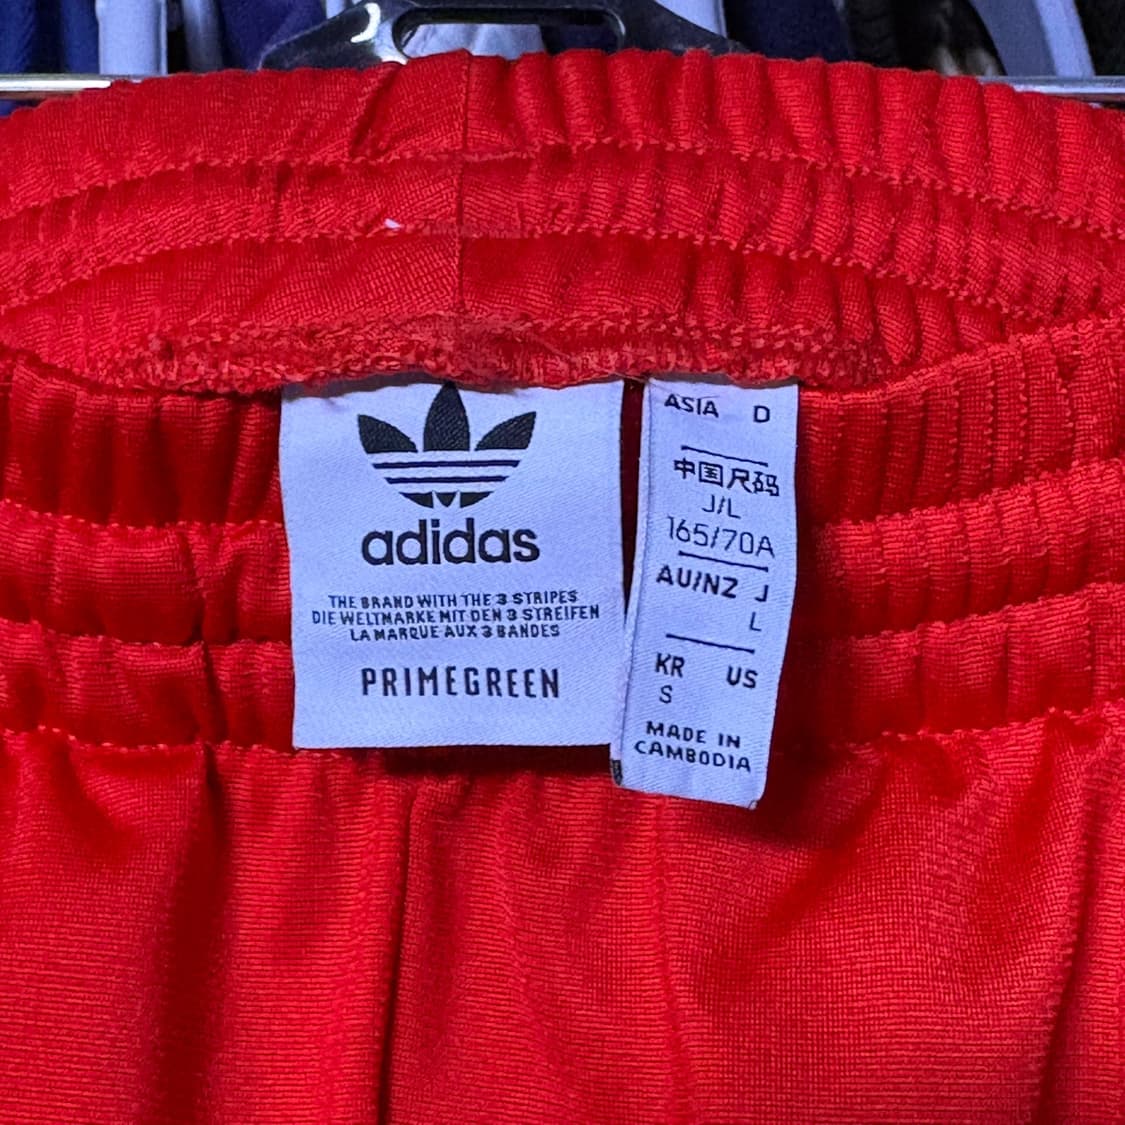 adidas
THE BRAND WITH THE 3 STRIPES
DIE WELTMARKE MIT DEN 3 STREIFEN
LA MARQUE AUX 3 BANDES
PRIMEGREEN
ASIA D
中国尺码
J/L
165/70A
AU/NZ J
L
KR US
S
MADE IN
CAMBODIA